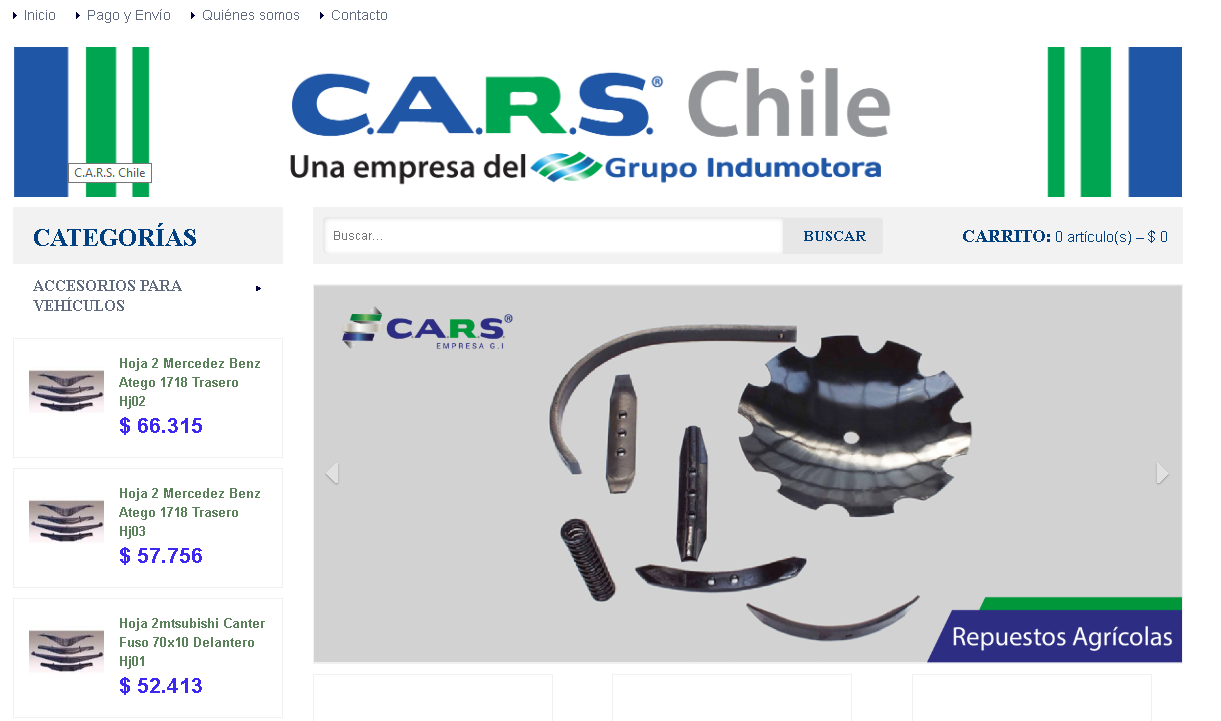 Inicio
Pago y Envío
Quiénes somos
Contacto
C.A.R.S.® Chile
Una empresa del Grupo Indumotora
C.A.R.S. Chile
CATEGORÍAS
Buscar...
BUSCAR
CARRITO: 0 artículo(s) – $ 0
ACCESORIOS PARA
VEHÍCULOS
Hoja 2 Mercedez Benz
Atego 1718 Trasero
Hj02
$ 66.315
Hoja 2 Mercedez Benz
Atego 1718 Trasero
Hj03
$ 57.756
Hoja 2mtsubishi Canter
Fuso 70x10 Delantero
Hj01
$ 52.413
C.A.R.S.®
EMPRESA G.I
Repuestos Agrícolas